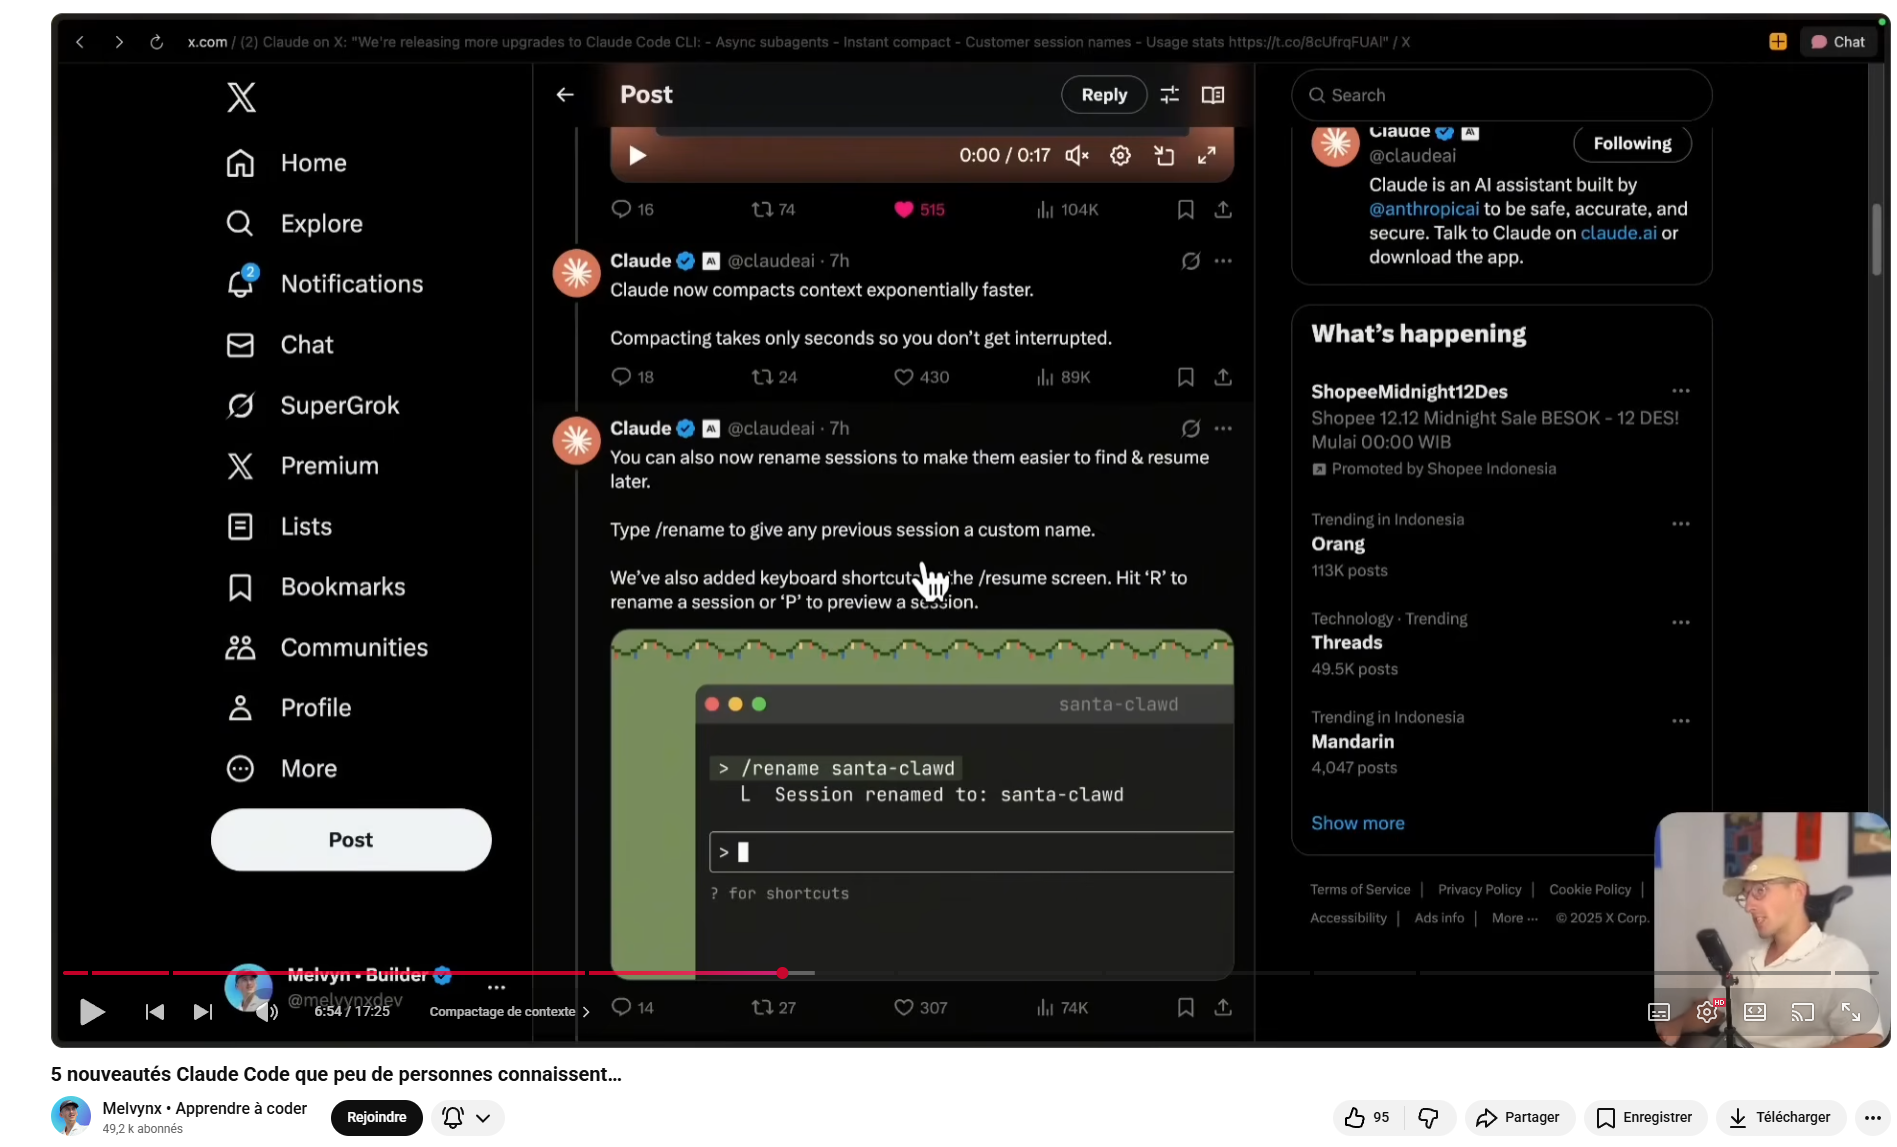 x.com / (2) Claude on X: "We're releasing more upgrades to Claude Code CLI: - Async subagents - Instant compact - Customer session names - Usage stats https://t.co/8cUfrqFUAI" / X
Chat
Home
Explore
Notifications
2
Chat
SuperGrok
Premium
Lists
Bookmarks
Communities
Profile
More
Post
Melvyn • Builder
@melvynxdev
Post
Reply
0:00 / 0:17
16
74
515
104K
Claude @claudeai · 7h
Claude now compacts context exponentially faster.
Compacting takes only seconds so you don't get interrupted.
18
24
430
89K
Claude @claudeai · 7h
You can also now rename sessions to make them easier to find & resume
later.
Type /rename to give any previous session a custom name.
We've also added keyboard shortcuts the /resume screen. Hit 'R' to
rename a session or 'P' to preview a session.
santa-clawd
> /rename santa-clawd
Session renamed to: santa-clawd
>
? for shortcuts
14
27
307
74K
Search
Claude
@claudeai
Following
Claude is an AI assistant built by
@anthropicai to be safe, accurate, and
secure. Talk to Claude on claude.ai or
download the app.
What's happening
ShopeeMidnight12Des
Shopee 12.12 Midnight Sale BESOK - 12 DES!
Mulai 00:00 WIB
Promoted by Shopee Indonesia
Trending in Indonesia
Orang
113K posts
Technology · Trending
Threads
49.5K posts
Trending in Indonesia
Mandarin
4,047 posts
Show more
Terms of Service | Privacy Policy | Cookie Policy |
Accessibility | Ads info | More ··· © 2025 X Corp.
6:54 / 17:25
Compactage de contexte
HD
5 nouveautés Claude Code que peu de personnes connaissent...
Melvynx • Apprendre à coder
49,2 k abonnés
Rejoindre
95
Partager
Enregistrer
Télécharger